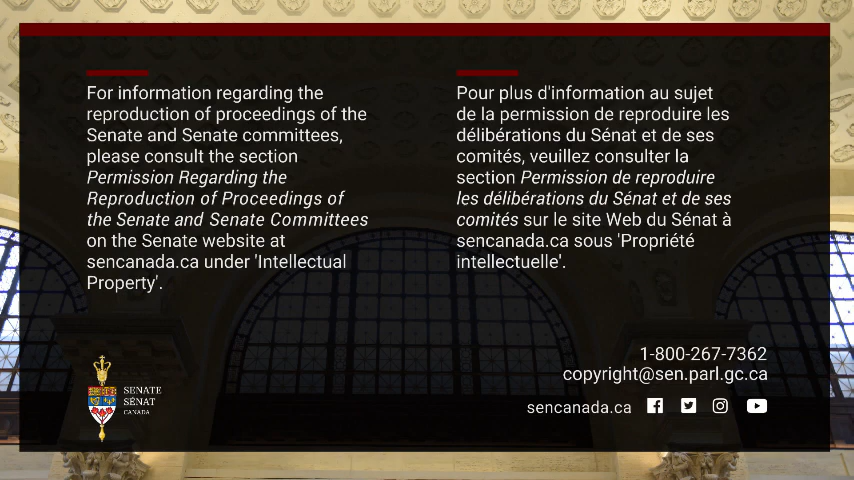 For information regarding the
reproduction of proceedings of the
Senate and Senate committees,
please consult the section
Permission Regarding the
Reproduction of Proceedings of
the Senate and Senate Committees
on the Senate website at
sencanada.ca under 'Intellectual
Property'.
Pour plus d'information au sujet
de la permission de reproduire les
délibérations du Sénat et de ses
comités, veuillez consulter la
section Permission de reproduire
les délibérations du Sénat et de ses
comités sur le site Web du Sénat à
sencanada.ca sous 'Propriété
intellectuelle'.
1-800-267-7362
copyright@sen.parl.gc.ca
sencanada.ca
SENATE
SÉNAT
CANADA